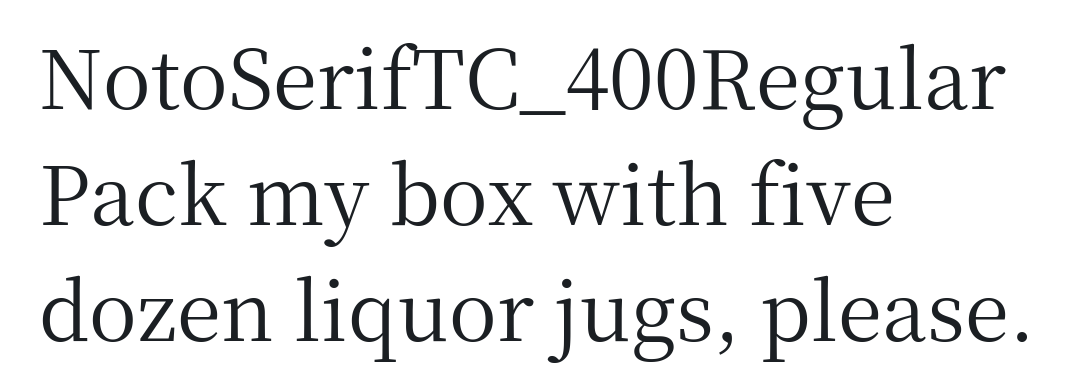 NotoSerifTC_400Regular
Pack my box with five
dozen liquor jugs, please.